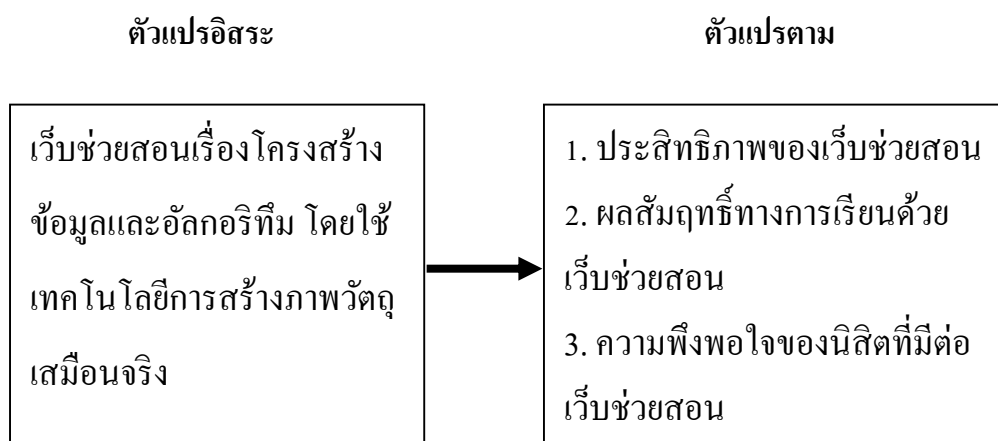 ตัวแปรอิสระ
ตัวแปรตาม
เว็บช่วยสอนเรื่องโครงสร้าง
ข้อมูลและอัลกอริทึม โดยใช้
เทคโนโลยีการสร้างภาพวัตถุ
เสมือนจริง
1. ประสิทธิภาพของเว็บช่วยสอน
2. ผลสัมฤทธิ์ทางการเรียนด้วย
เว็บช่วยสอน
3. ความพึงพอใจของนิสิตที่มีต่อ
เว็บช่วยสอน